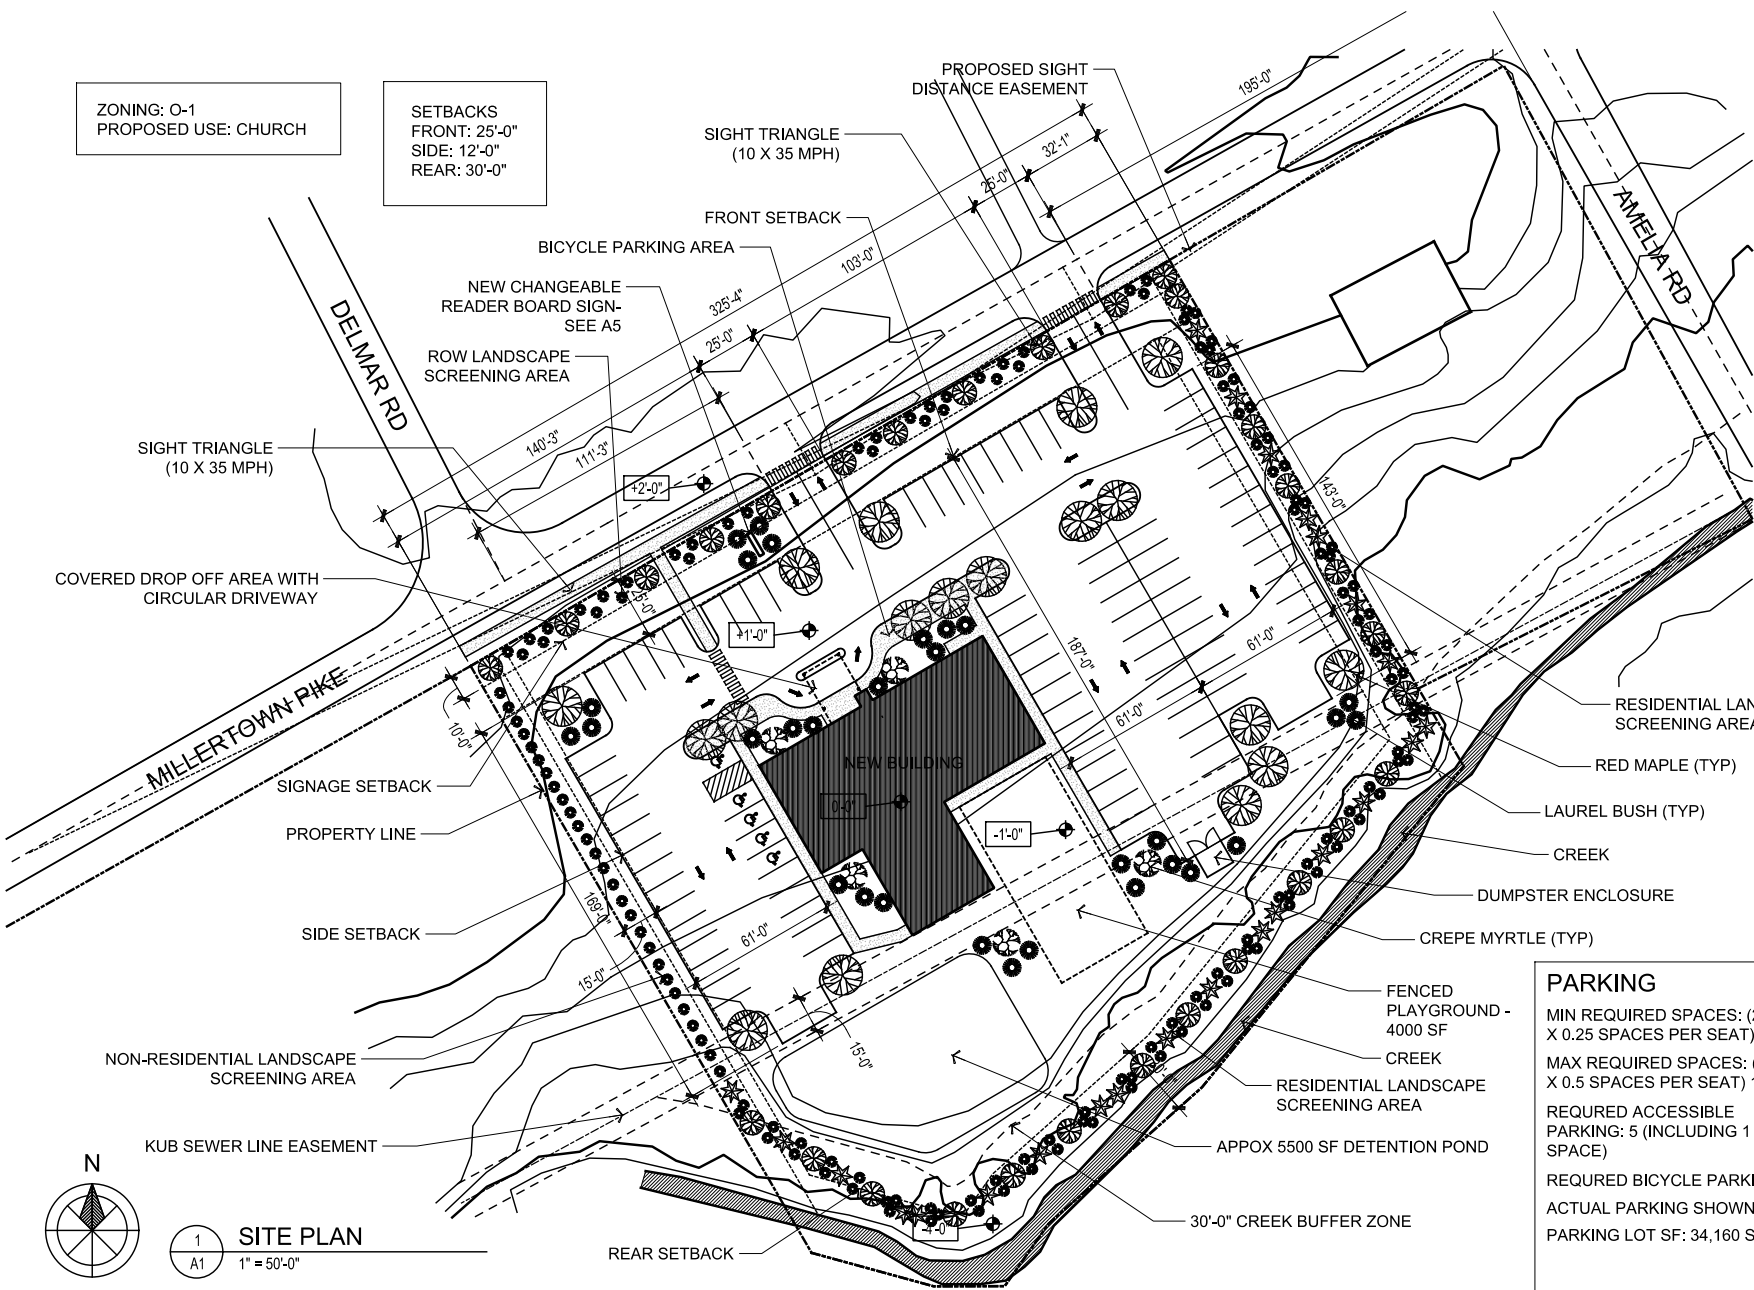 ZONING: O-1
PROPOSED USE: CHURCH
SETBACKS
FRONT: 25'-0"
SIDE: 12'-0"
REAR: 30'-0"
PROPOSED SIGHT
DISTANCE EASEMENT
SIGHT TRIANGLE
(10 X 35 MPH)
FRONT SETBACK
BICYCLE PARKING AREA
NEW CHANGEABLE
READER BOARD SIGN-
SEE A5
ROW LANDSCAPE
SCREENING AREA
SIGHT TRIANGLE
(10 X 35 MPH)
COVERED DROP OFF AREA WITH
CIRCULAR DRIVEWAY
SIGNAGE SETBACK
PROPERTY LINE
SIDE SETBACK
NON-RESIDENTIAL LANDSCAPE
SCREENING AREA
KUB SEWER LINE EASEMENT
REAR SETBACK
DELMAR RD
MILLERTOWN PIKE
AMELIA RD
195'-0"
32'-1"
25'-0"
103'-0"
325'-4"
25'-0"
140'-3"
111'-3"
25'-0"
10'-0"
143'-0"
187'-0"
61'-0"
61'-0"
169'-0"
61'-0"
15'-0"
15'-0"
+2'-0"
+1'-0"
NEW BUILDING
0'-0"
-1'-0"
-4'-0
RESIDENTIAL LAN
SCREENING AREA
RED MAPLE (TYP)
LAUREL BUSH (TYP)
CREEK
DUMPSTER ENCLOSURE
CREPE MYRTLE (TYP)
FENCED
PLAYGROUND -
4000 SF
CREEK
RESIDENTIAL LANDSCAPE
SCREENING AREA
APPOX 5500 SF DETENTION POND
30'-0" CREEK BUFFER ZONE
PARKING
MIN REQUIRED SPACES: (2
X 0.25 SPACES PER SEAT)
MAX REQUIRED SPACES: (
X 0.5 SPACES PER SEAT) 1
REQURED ACCESSIBLE
PARKING: 5 (INCLUDING 1
SPACE)
REQURED BICYCLE PARKI
ACTUAL PARKING SHOWN
PARKING LOT SF: 34,160 S
N
1
A1
SITE PLAN
1" = 50'-0"